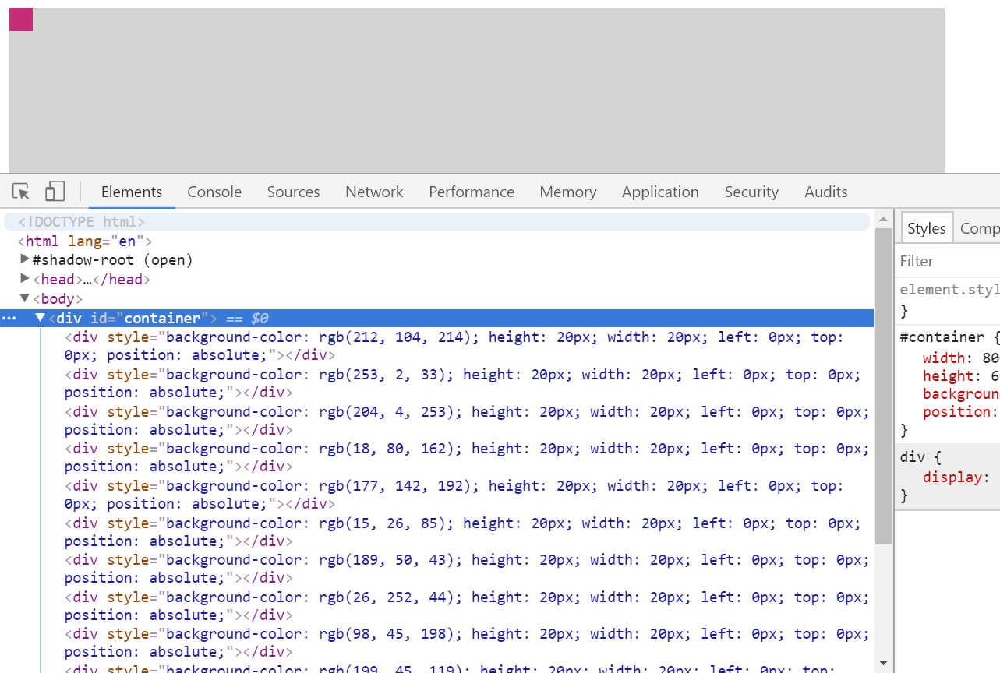 Elements Console Sources Network Performance Memory Application Security Audits
<!DOCTYPE html>
<html lang="en">
#shadow-root (open)
<head>…</head>
<body>
<div id="container"> == $0
<div style="background-color: rgb(212, 104, 214); height: 20px; width: 20px; left: 0px; top:
0px; position: absolute;"></div>
<div style="background-color: rgb(253, 2, 33); height: 20px; width: 20px; left: 0px; top: 0px;
position: absolute;"></div>
<div style="background-color: rgb(204, 4, 253); height: 20px; width: 20px; left: 0px; top: 0px;
position: absolute;"></div>
<div style="background-color: rgb(18, 80, 162); height: 20px; width: 20px; left: 0px; top: 0px;
position: absolute;"></div>
<div style="background-color: rgb(177, 142, 192); height: 20px; width: 20px; left: 0px; top:
0px; position: absolute;"></div>
<div style="background-color: rgb(15, 26, 85); height: 20px; width: 20px; left: 0px; top: 0px;
position: absolute;"></div>
<div style="background-color: rgb(189, 50, 43); height: 20px; width: 20px; left: 0px; top: 0px;
position: absolute;"></div>
<div style="background-color: rgb(26, 252, 44); height: 20px; width: 20px; left: 0px; top: 0px;
position: absolute;"></div>
<div style="background-color: rgb(98, 45, 198); height: 20px; width: 20px; left: 0px; top: 0px;
position: absolute;"></div>
<div style="background-color: rgb(199, 45, 119); height: 20px; width: 20px; left: 0px; top:
Styles Comp
Filter
element.styl
}
#container {
width: 80
height: 6
backgroun
position:
}
div {
display:
}